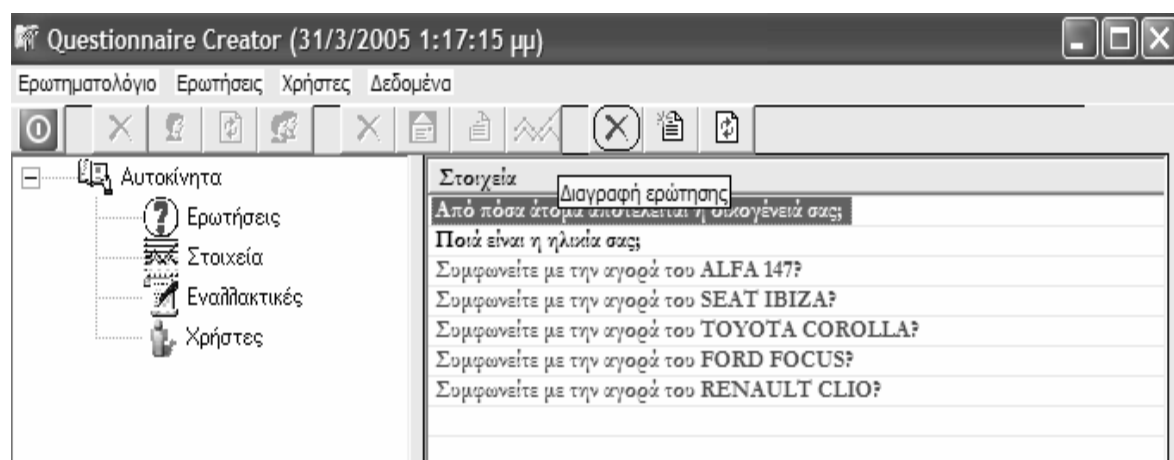 Questionnaire Creator (31/3/2005 1:17:15 μμ)
Ερωτηματολόγιο Ερωτήσεις Χρήστες Δεδομένα
Αυτοκίνητα
Ερωτήσεις
Στοιχεία
Εναλλακτικές
Χρήστες
Στοιχεία
Διαγραφή ερώτησης
Από πόσα άτομα αποτελείται η οικογένειά σας;
Ποιά είναι η ηλικία σας;
Συμφωνείτε με την αγορά του ALFA 147?
Συμφωνείτε με την αγορά του SEAT IBIZA?
Συμφωνείτε με την αγορά του TOYOTA COROLLA?
Συμφωνείτε με την αγορά του FORD FOCUS?
Συμφωνείτε με την αγορά του RENAULT CLIO?